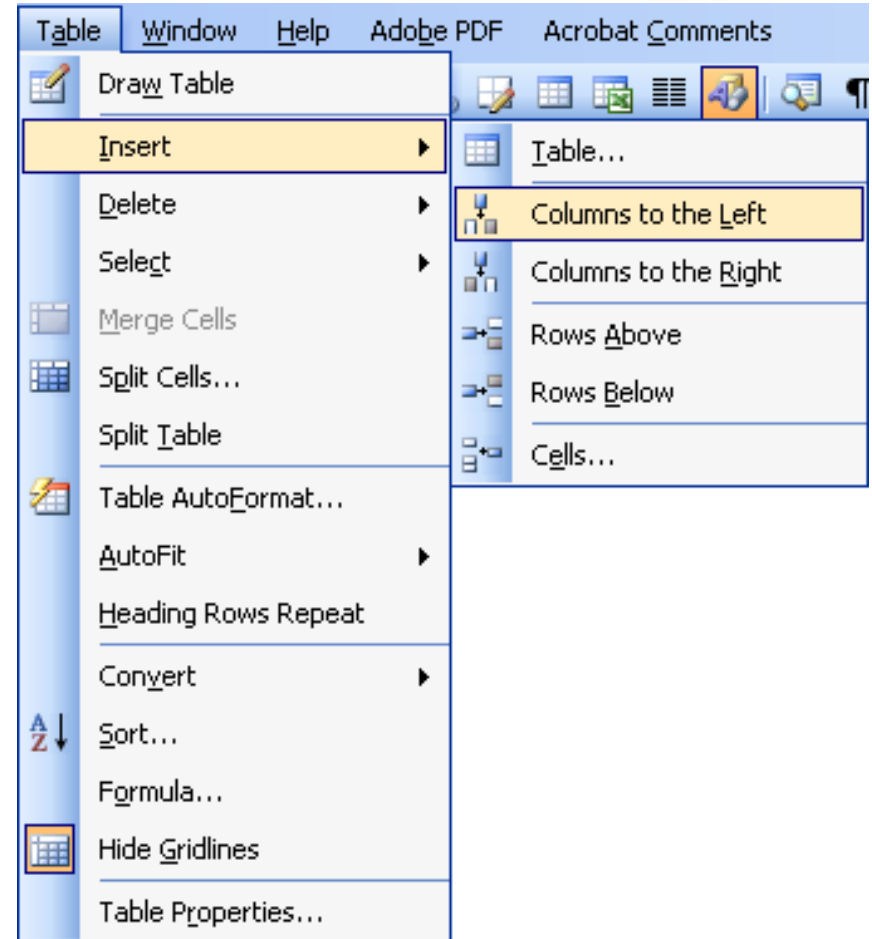 Table Window Help Adobe PDF Acrobat Comments
Draw Table
Insert
Delete
Select
Merge Cells
Split Cells...
Split Table
Table AutoFormat...
AutoFit
Heading Rows Repeat
Convert
Sort...
Formula...
Hide Gridlines
Table Properties...
Table...
Columns to the Left
Columns to the Right
Rows Above
Rows Below
Cells...